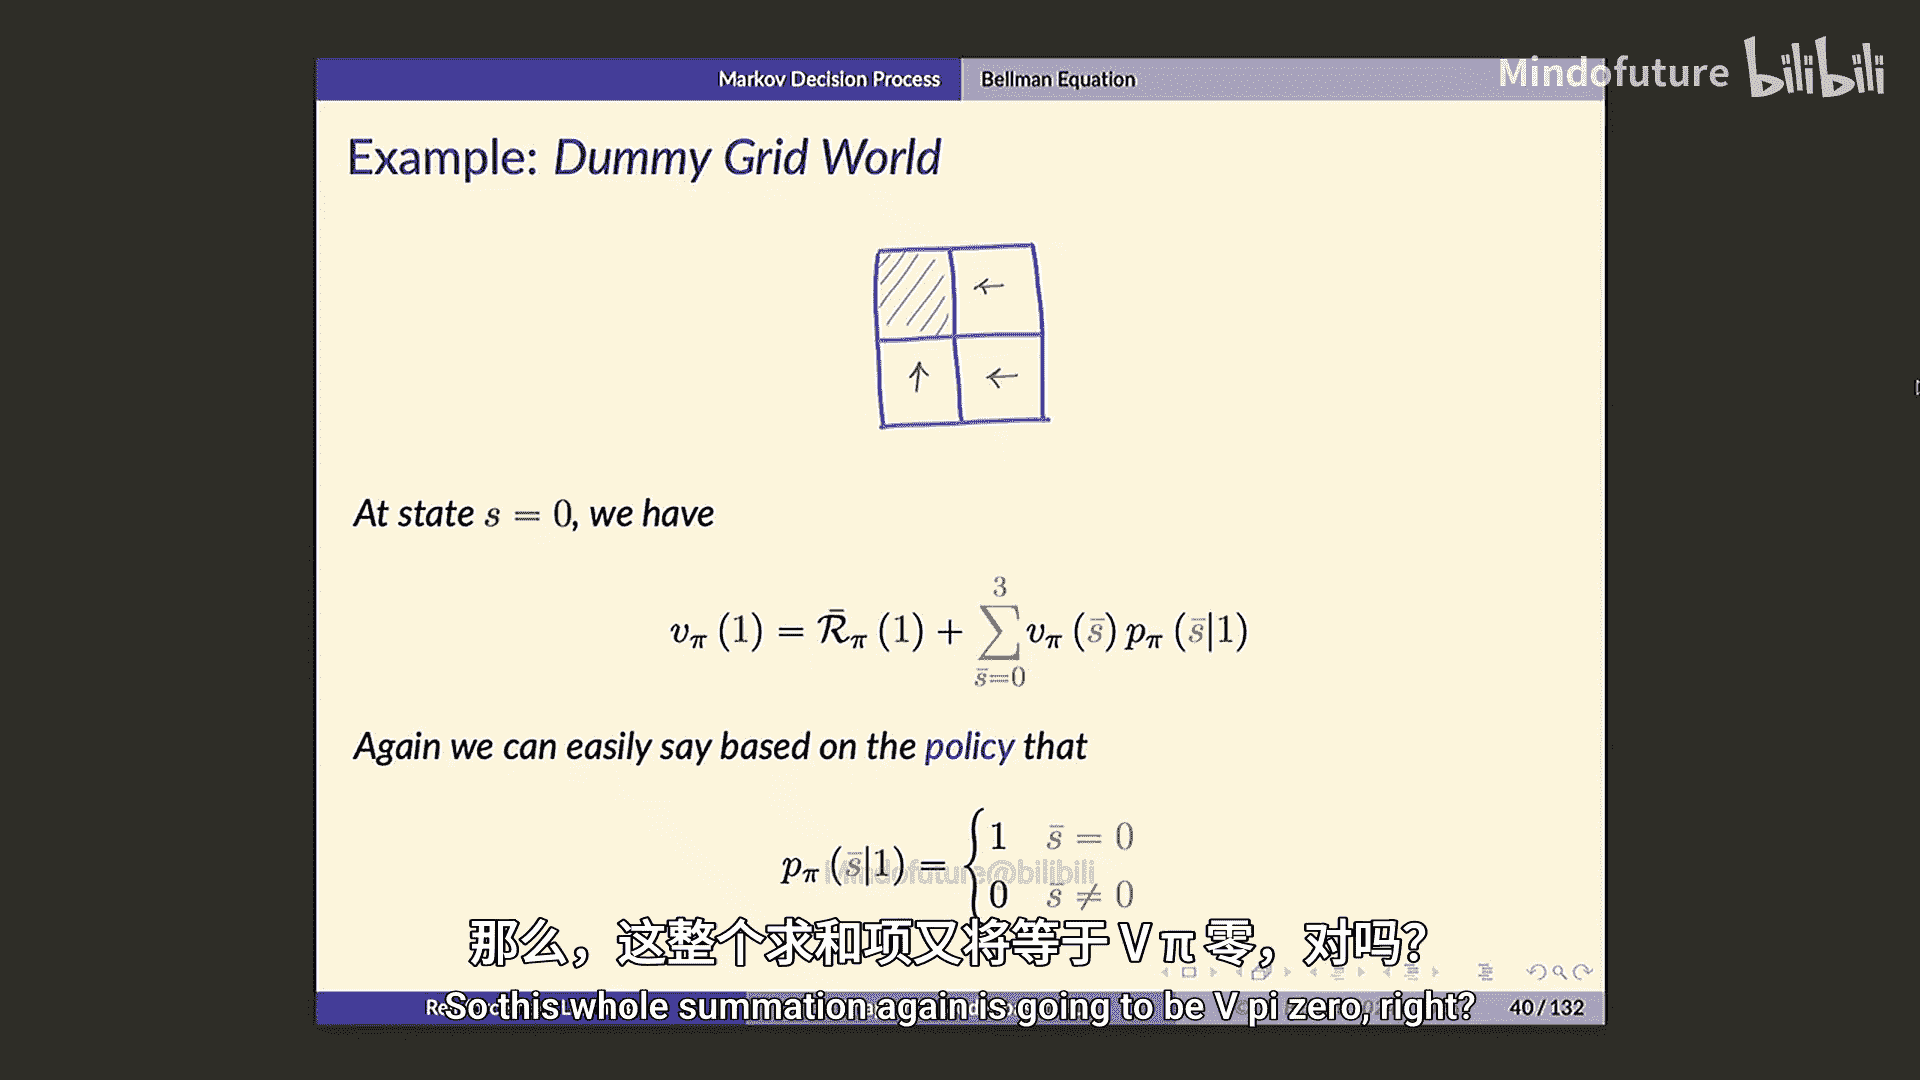 Markov Decision Process
Bellman Equation
Mindofuture bilibili
Example: Dummy Grid World
At state s = 0, we have
v_π (1) = R̄_π (1) + ∑_{s̄=0}^{3} v_π (s̄) p_π (s̄|1)
Again we can easily say based on the policy that
p_π (s̄|1) = { 1 s̄ = 0
0 s̄ ≠ 0
Mindofuture@bilibili
那么，这整个求和项又将等于 V π 零，对吗？
So this whole summation again is going to be V pi zero, right?
40 / 132